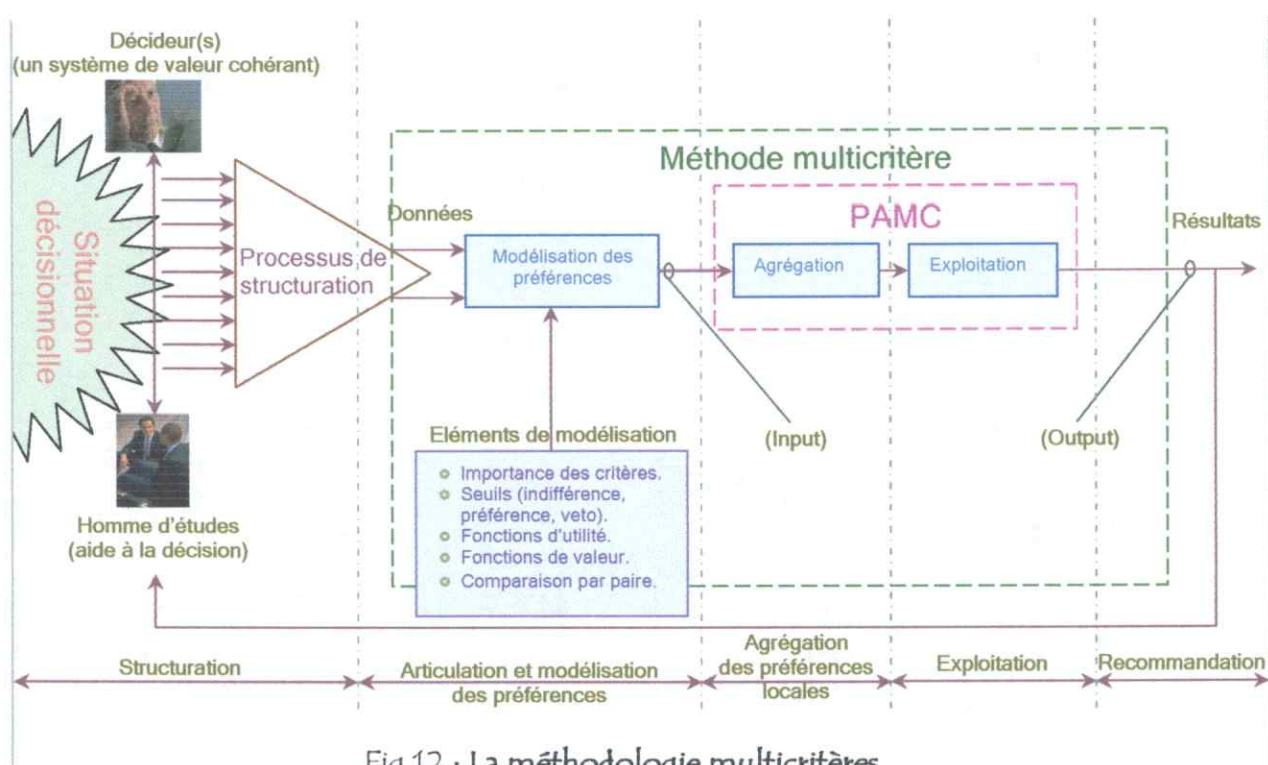 Décideur(s)
(un système de valeur cohérant)
Situation
décisionnelle
Processus de
structuration
Homme d'études
(aide à la décision)
Données
Méthode multicritère
Modélisation des
préférences
PAMC
Agrégation
Exploitation
Résultats
Eléments de modélisation
Importance des critères.
Seuils (indifférence,
préférence, veto).
Fonctions d'utilité.
Fonctions de valeur.
Comparaison par paire.
(Input)
(Output)
Structuration
Articulation et modélisation
des préférences
Agrégation
des préférences
locales
Exploitation
Recommandation
Fig.12 : La méthodologie multicritères